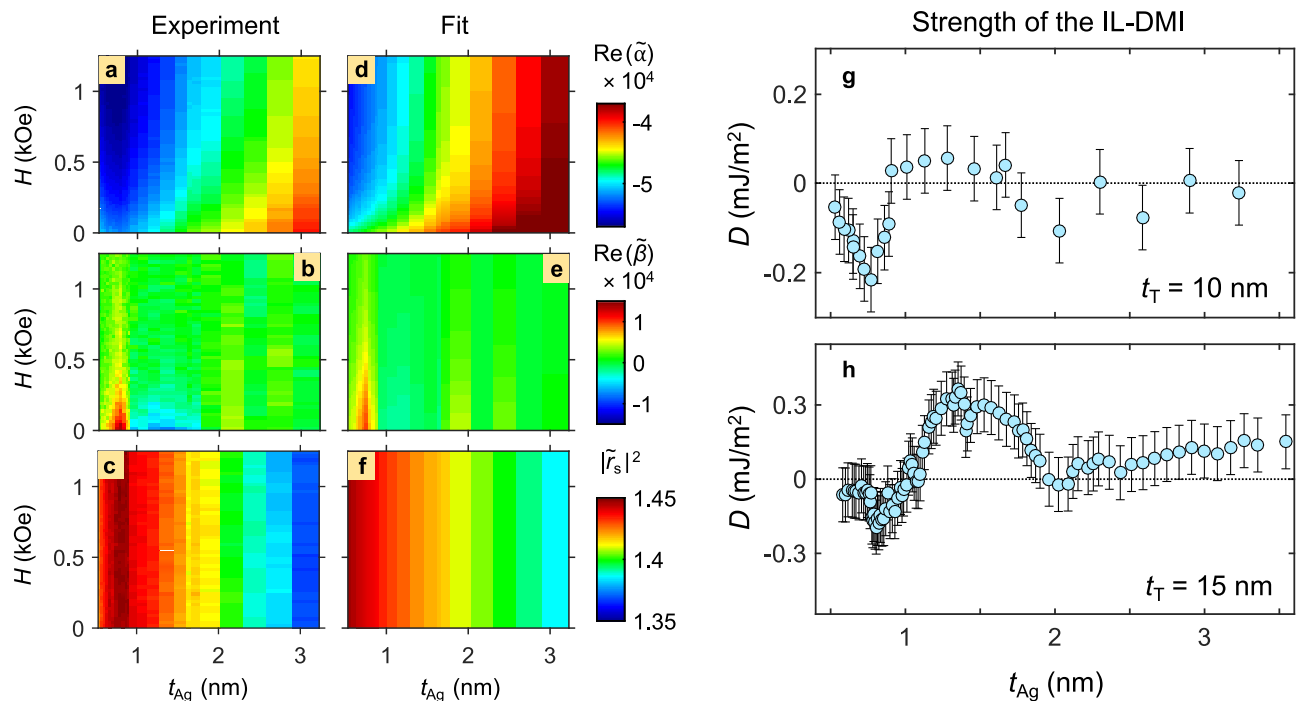 Experiment
Fit
Strength of the IL-DMI
a
d
Re(α̃)
× 10⁴
-4
-5
H (kOe)
1
0.5
0
b
e
Re(β̃)
× 10⁴
1
0
-1
H (kOe)
1
0.5
0
c
f
|r̃ₛ|²
1.45
1.4
1.35
H (kOe)
1
0.5
0
1 2 3
1 2 3
t_Ag (nm)
t_Ag (nm)
g
D (mJ/m²)
0.2
0
-0.2
t_T = 10 nm
h
D (mJ/m²)
0.3
0
-0.3
t_T = 15 nm
1 2 3
t_Ag (nm)